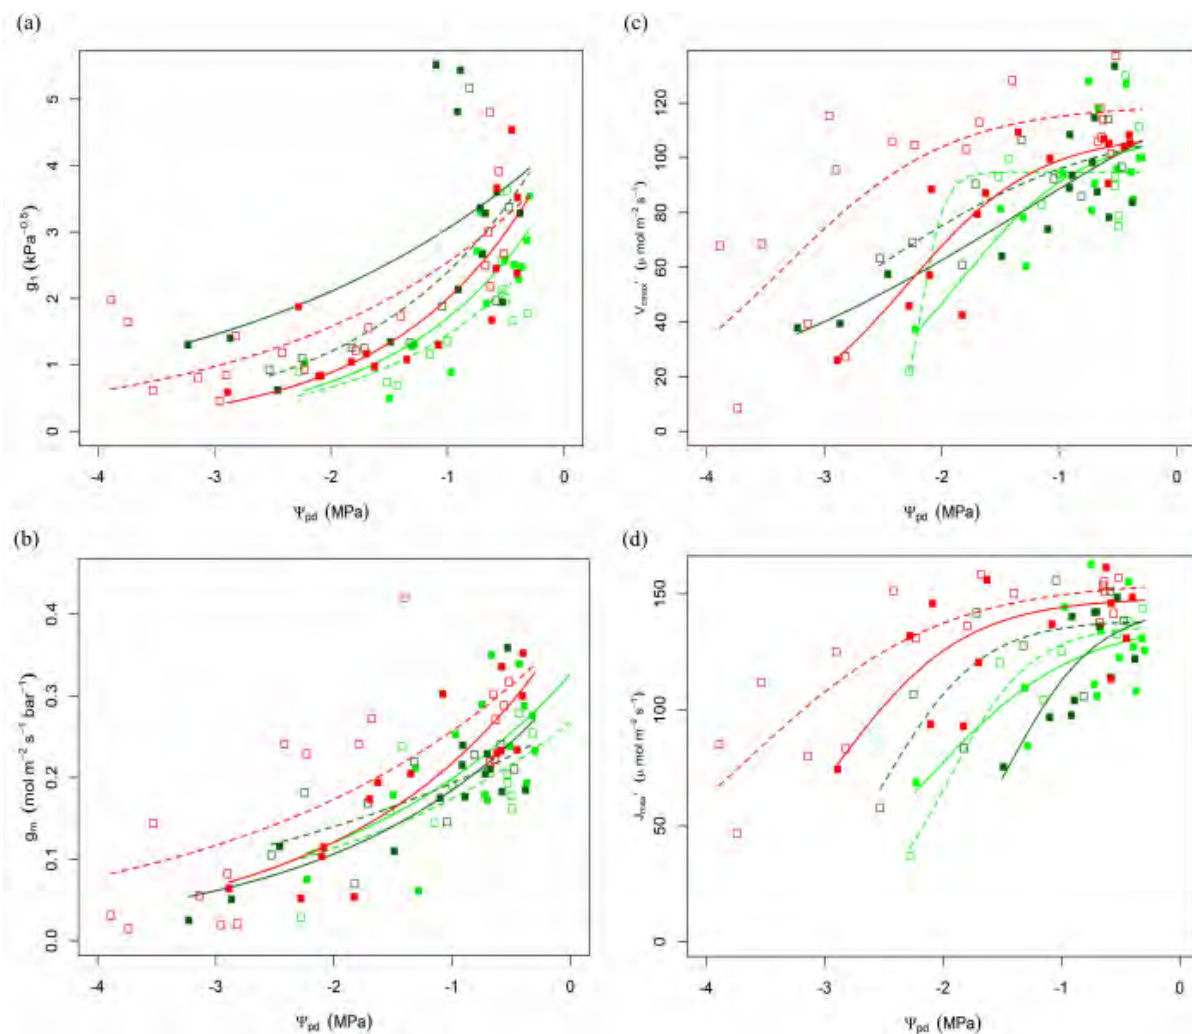 (a)
5
4
3
2
1
0
g₁ (kPa⁻⁰·⁵)
-4 -3 -2 -1 0
Ψpd (MPa)
(c)
120
100
80
60
40
20
0
Vcmax' (μ mol m⁻² s⁻¹)
-4 -3 -2 -1 0
Ψpd (MPa)
(b)
0.4
0.3
0.2
0.1
0.0
gm (mol m⁻² s⁻¹ bar⁻¹)
-4 -3 -2 -1 0
Ψpd (MPa)
(d)
150
100
50
0
Jmax' (μ mol m⁻² s⁻¹)
-4 -3 -2 -1 0
Ψpd (MPa)